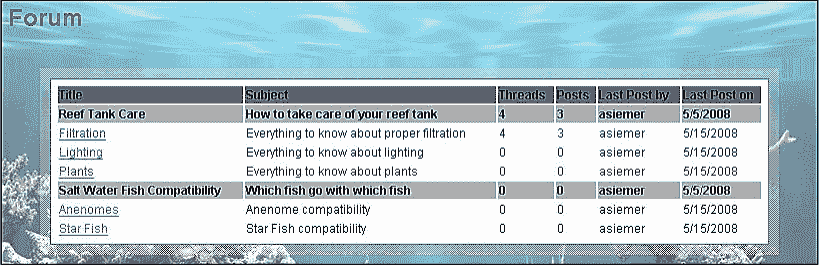 Forum
Title Subject Threads Posts Last Post by Last Post on
Reef Tank Care How to take care of your reef tank 4 3 asiemer 5/5/2008
Filtration Everything to know about proper filtration 4 3 asiemer 5/15/2008
Lighting Everything to know about lighting 0 0 asiemer 5/15/2008
Plants Everything to know about plants 0 0 asiemer 5/15/2008
Salt Water Fish Compatibility Which fish go with which fish 0 0 asiemer 5/5/2008
Anenomes Anenome compatibility 0 0 asiemer 5/15/2008
Star Fish Star Fish compatibility 0 0 asiemer 5/15/2008